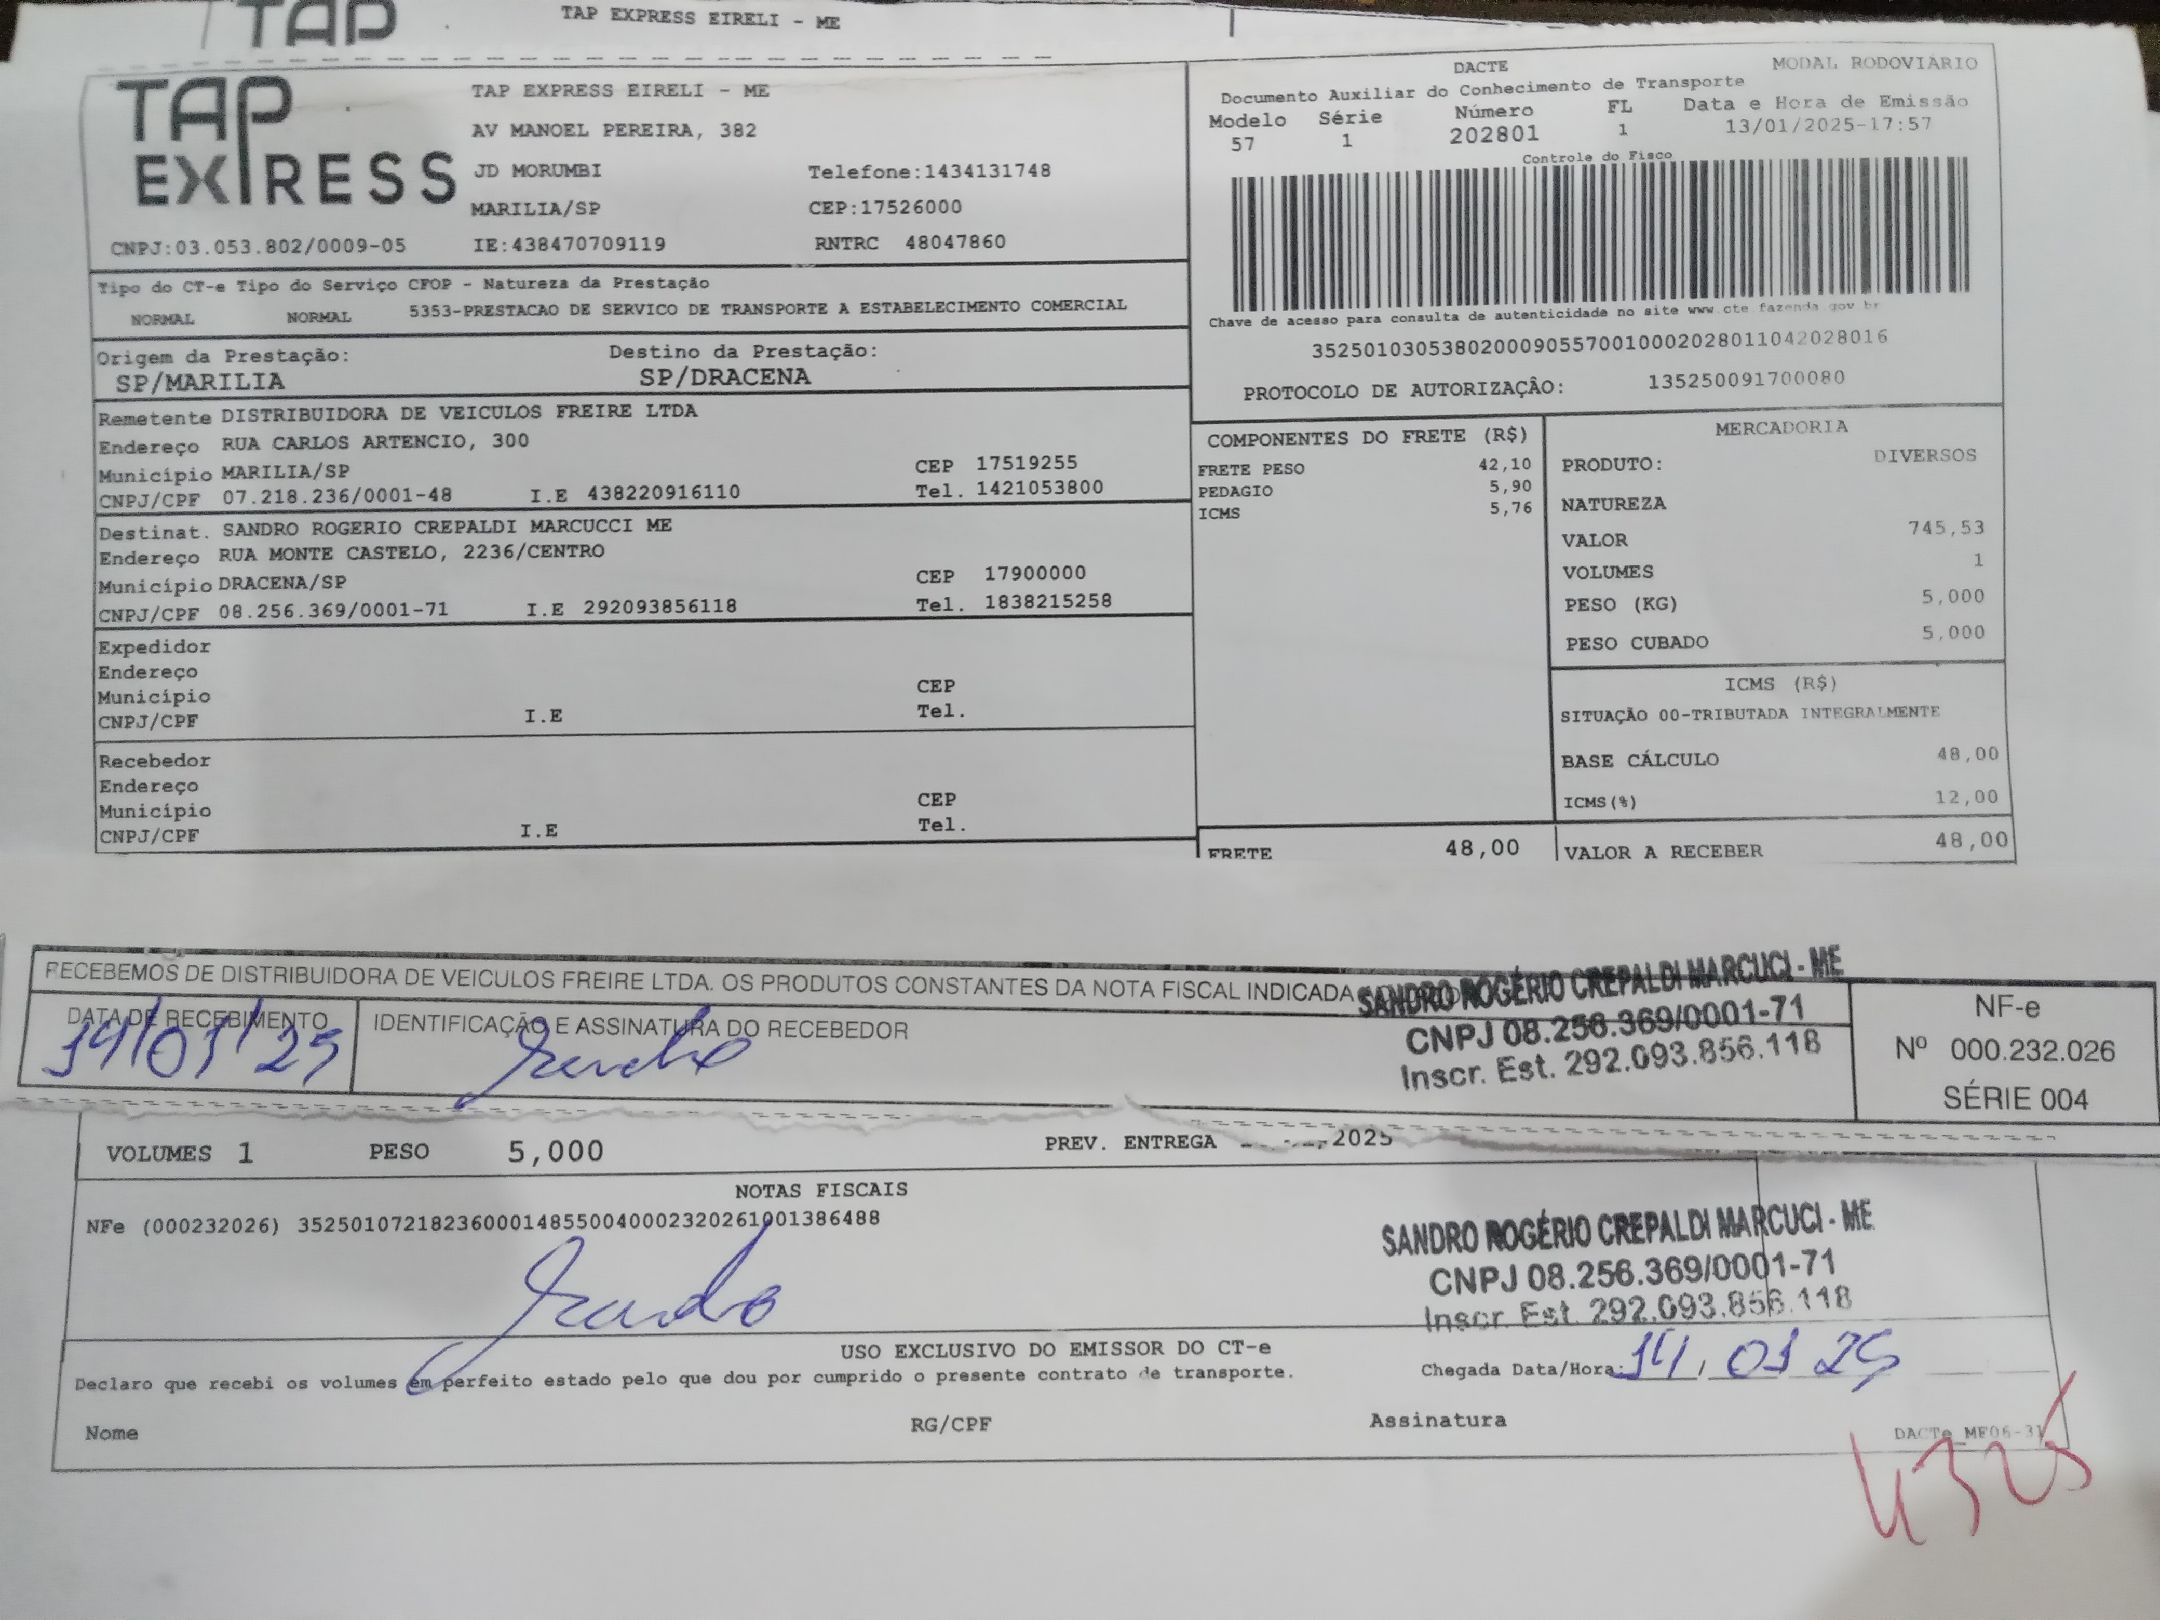 TAP
TAP EXPRESS EIRELI - ME
TAP EXPRESS
TAP EXPRESS EIRELI - ME
AV MANOEL PEREIRA, 382
JD MORUMBI Telefone:1434131748
MARILIA/SP CEP:17526000
CNPJ:03.053.802/0009-05 IE:438470709119 RNTRC 48047860
DACTE MODAL RODOVIÁRIO
Documento Auxiliar do Conhecimento de Transporte
Modelo Série Número FL Data e Hora de Emissão
57 1 202801 1 13/01/2025-17:57
Controle do Fisco
Chave de acesso para consulta de autenticidade no site www.cte.fazenda.gov.br
35250103053802000905570010002028011042028016
PROTOCOLO DE AUTORIZAÇÃO: 135250091700080
Tipo do CT-e Tipo do Serviço CFOP - Natureza da Prestação
NORMAL NORMAL 5353-PRESTACAO DE SERVICO DE TRANSPORTE A ESTABELECIMENTO COMERCIAL
Origem da Prestação: Destino da Prestação:
SP/MARILIA SP/DRACENA
Remetente DISTRIBUIDORA DE VEICULOS FREIRE LTDA
Endereço RUA CARLOS ARTENCIO, 300
Município MARILIA/SP CEP 17519255
CNPJ/CPF 07.218.236/0001-48 I.E 438220916110 Tel. 1421053800
Destinat. SANDRO ROGERIO CREPALDI MARCUCCI ME
Endereço RUA MONTE CASTELO, 2236/CENTRO
Município DRACENA/SP CEP 17900000
CNPJ/CPF 08.256.369/0001-71 I.E 292093856118 Tel. 1838215258
Expedidor
Endereço
Município CEP
CNPJ/CPF I.E Tel.
Recebedor
Endereço
Município CEP
CNPJ/CPF I.E Tel.
COMPONENTES DO FRETE (R$)
FRETE PESO 42,10
PEDAGIO 5,90
ICMS 5,76
FRETE 48,00
MERCADORIA
PRODUTO: DIVERSOS
NATUREZA
VALOR 745,53
VOLUMES 1
PESO (KG) 5,000
PESO CUBADO 5,000
ICMS (R$)
SITUAÇÃO 00-TRIBUTADA INTEGRALMENTE
BASE CÁLCULO 48,00
ICMS(%) 12,00
VALOR A RECEBER 48,00
RECEBEMOS DE DISTRIBUIDORA DE VEICULOS FREIRE LTDA. OS PRODUTOS CONSTANTES DA NOTA FISCAL INDICADA
DATA DE RECEBIMENTO IDENTIFICAÇÃO E ASSINATURA DO RECEBEDOR
14/01/25 Sandro
SANDRO ROGÉRIO CREPALDI MARCUCI - ME
CNPJ 08.256.369/0001-71
Inscr. Est. 292.093.856.118
NF-e
Nº 000.232.026
SÉRIE 004
VOLUMES 1 PESO 5,000 PREV. ENTREGA 2025
NOTAS FISCAIS
NFe (000232026) 35250107218236000148550040002320261001386488
Sandro
SANDRO ROGÉRIO CREPALDI MARCUCI - ME
CNPJ 08.256.369/0001-71
Inscr. Est. 292.093.856.118
USO EXCLUSIVO DO EMISSOR DO CT-e
Declaro que recebi os volumes em perfeito estado pelo que dou por cumprido o presente contrato de transporte. Chegada Data/Hora: 14/01 25
Nome RG/CPF Assinatura
DACTe_MF06-31
4325